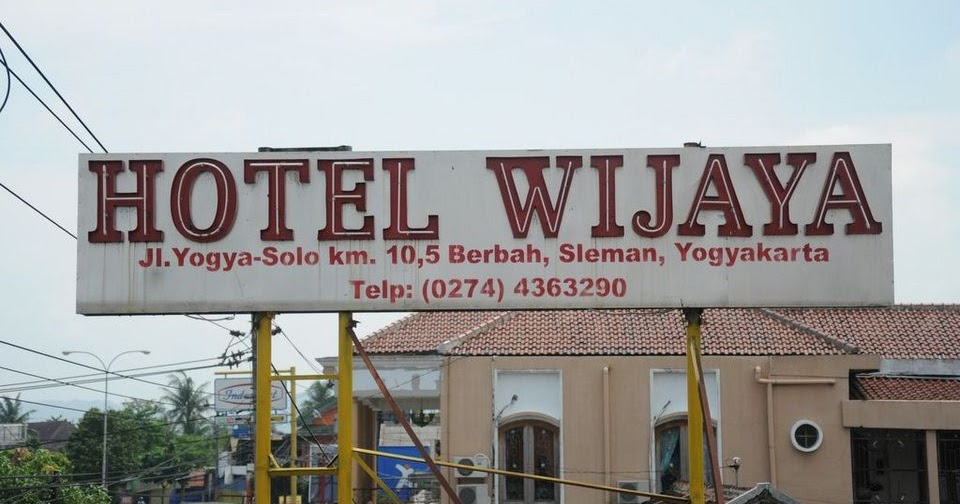 HOTEL WIJAYA
Jl.Yogya-Solo km. 10,5 Berbah, Sleman, Yogyakarta
Telp: (0274) 4363290